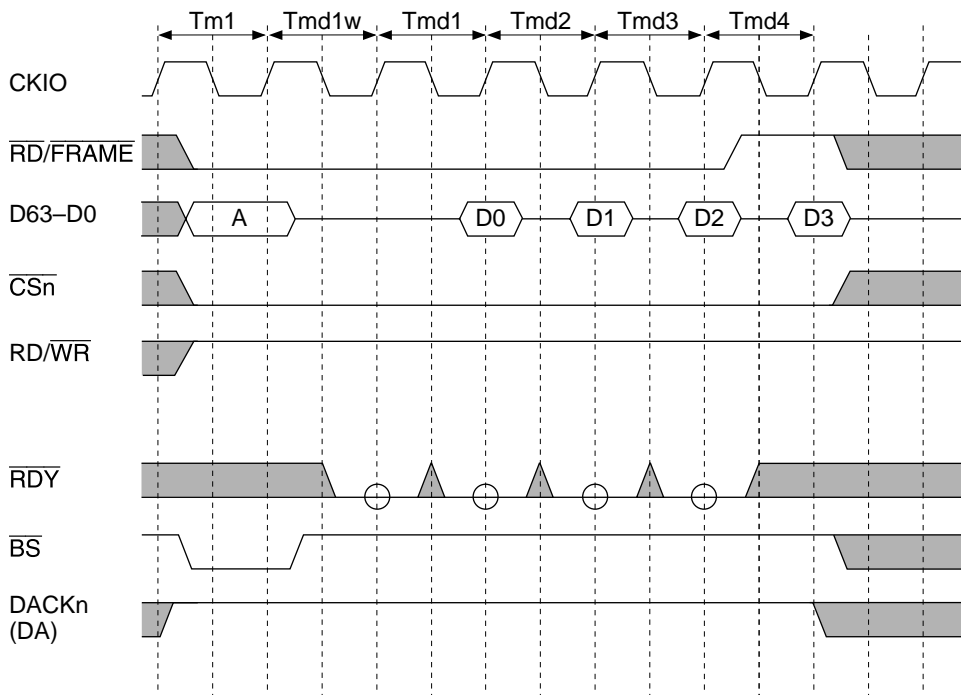 Tm1 Tmd1w Tmd1 Tmd2 Tmd3 Tmd4
CKIO
RD/FRAME
D63–D0 A D0 D1 D2 D3
CSn
RD/WR
RDY
BS
DACKn
(DA)